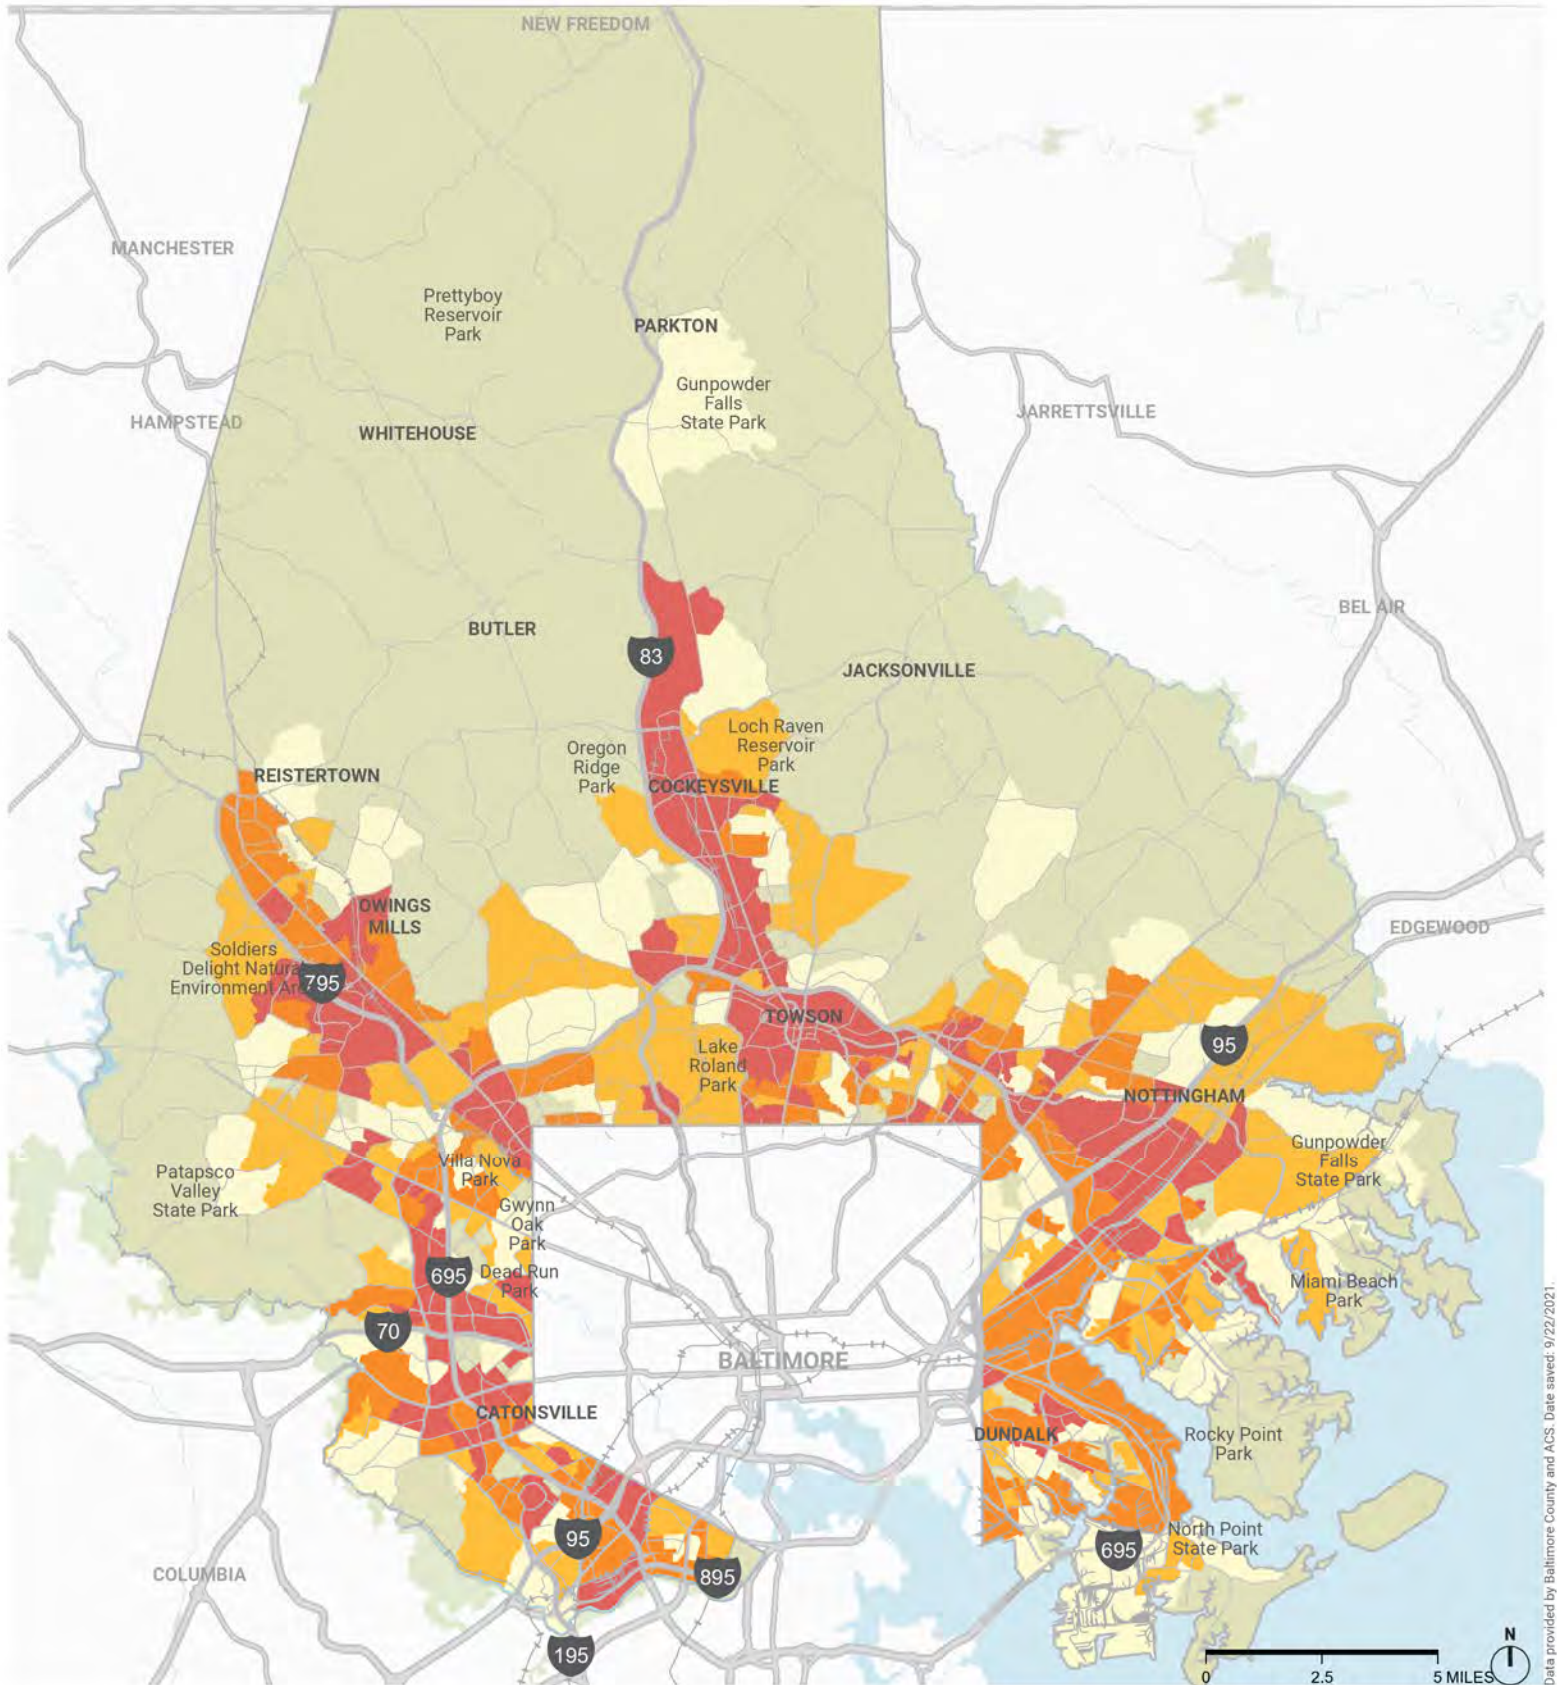 NEW FREEDOM
MANCHESTER
Prettyboy
Reservoir
Park
PARKTON
Gunpowder
Falls
State Park
HAMPSTEAD
WHITEHOUSE
JARRETTSVILLE
BEL AIR
BUTLER
83
JACKSONVILLE
Loch Raven
Reservoir
Park
Oregon
Ridge
Park
REISTERTOWN
COCKEYSVILLE
OWINGS
MILLS
EDGEWOOD
Soldiers
Delight Natura
Environment Ar
795
TOWSON
95
Lake
Roland
Park
NOTTINGHAM
Gunpowder
Falls
State Park
Villa Nova
Park
Patapsco
Valley
State Park
Gwynn
Oak
Park
695
Dead Run
Park
Miami Beach
Park
70
BALTIMORE
CATONSVILLE
DUNDALK
Rocky Point
Park
95
North Point
State Park
695
COLUMBIA
895
195
N
0 2.5 5 MILES
Data provided by Baltimore County and ACS. Date saved: 9/22/2021.